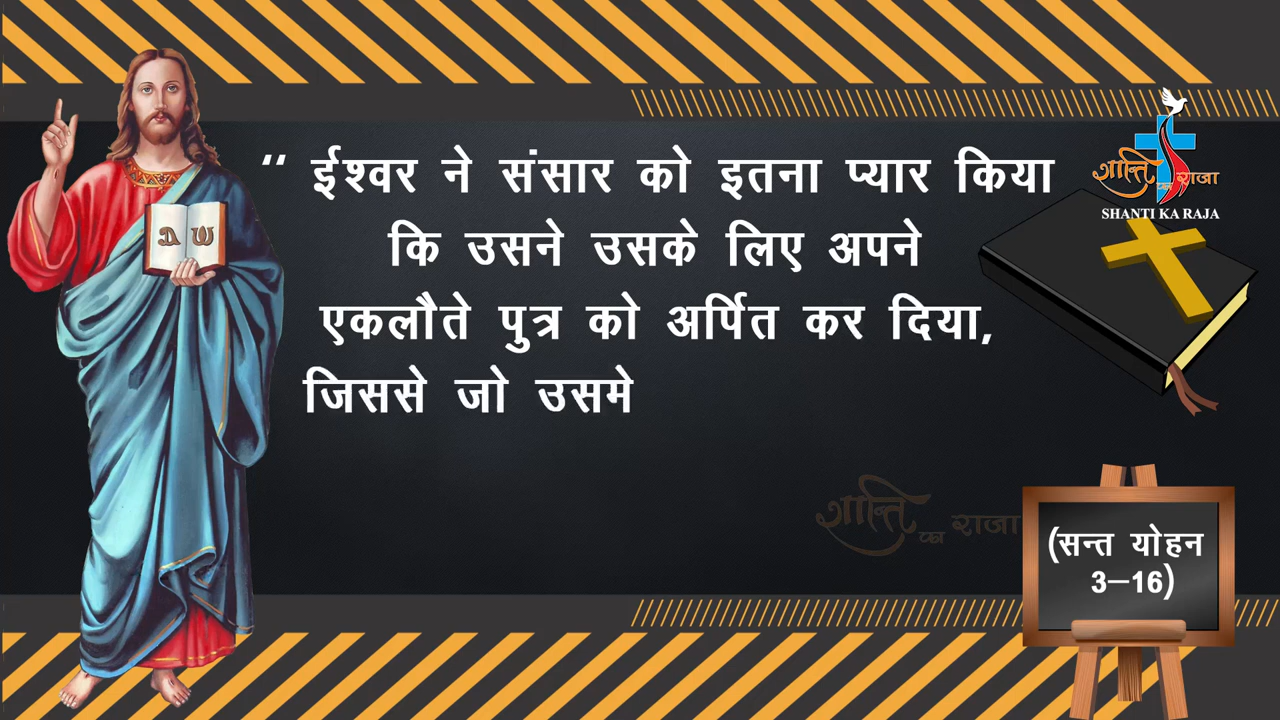 “ ईश्वर ने संसार को इतना प्यार किया
कि उसने उसके लिए अपने
एकलौते पुत्र को अर्पित कर दिया,
जिससे जो उसमे
शान्ति का राजा
SHANTI KA RAJA
शान्ति का राजा
(सन्त योहन
3–16)
α ω